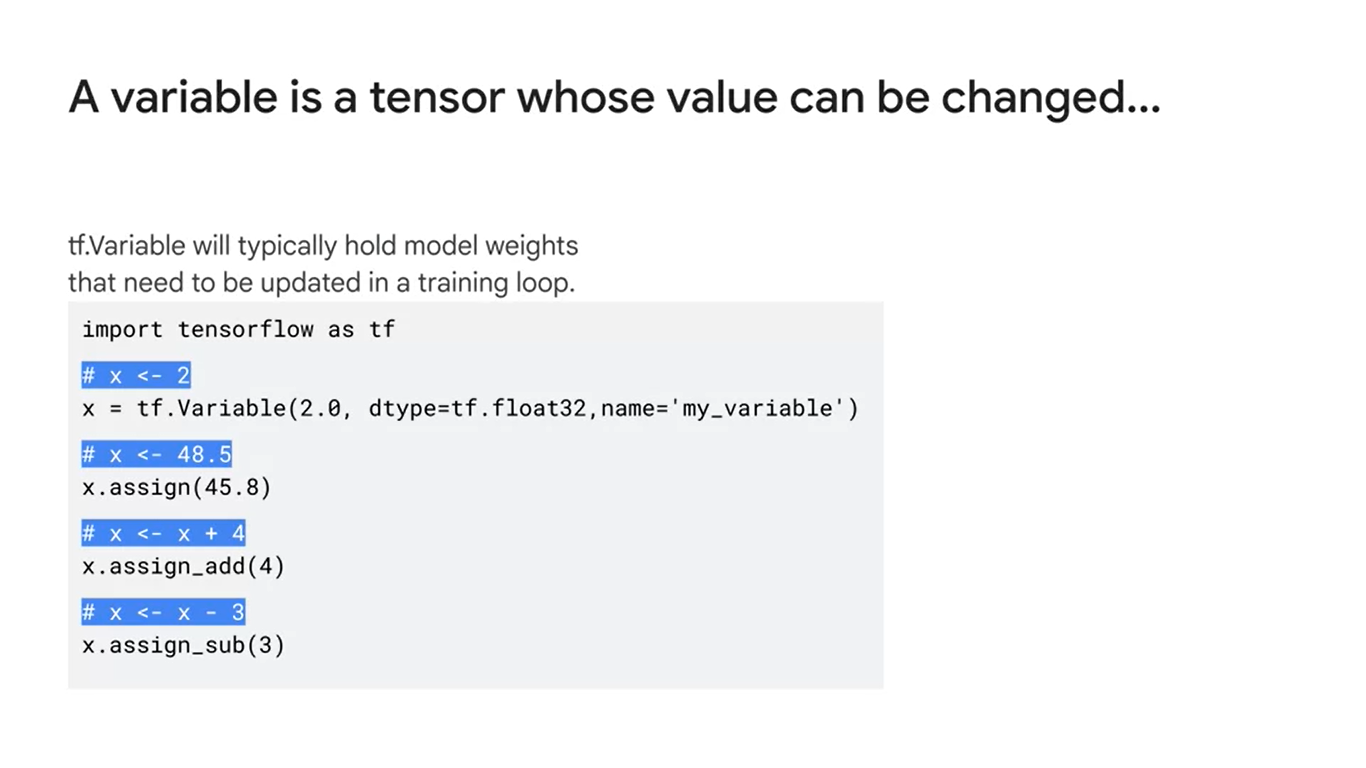 A variable is a tensor whose value can be changed...
tf.Variable will typically hold model weights
that need to be updated in a training loop.
import tensorflow as tf
# x <- 2
x = tf.Variable(2.0, dtype=tf.float32,name='my_variable')
# x <- 48.5
x.assign(45.8)
# x <- x + 4
x.assign_add(4)
# x <- x - 3
x.assign_sub(3)